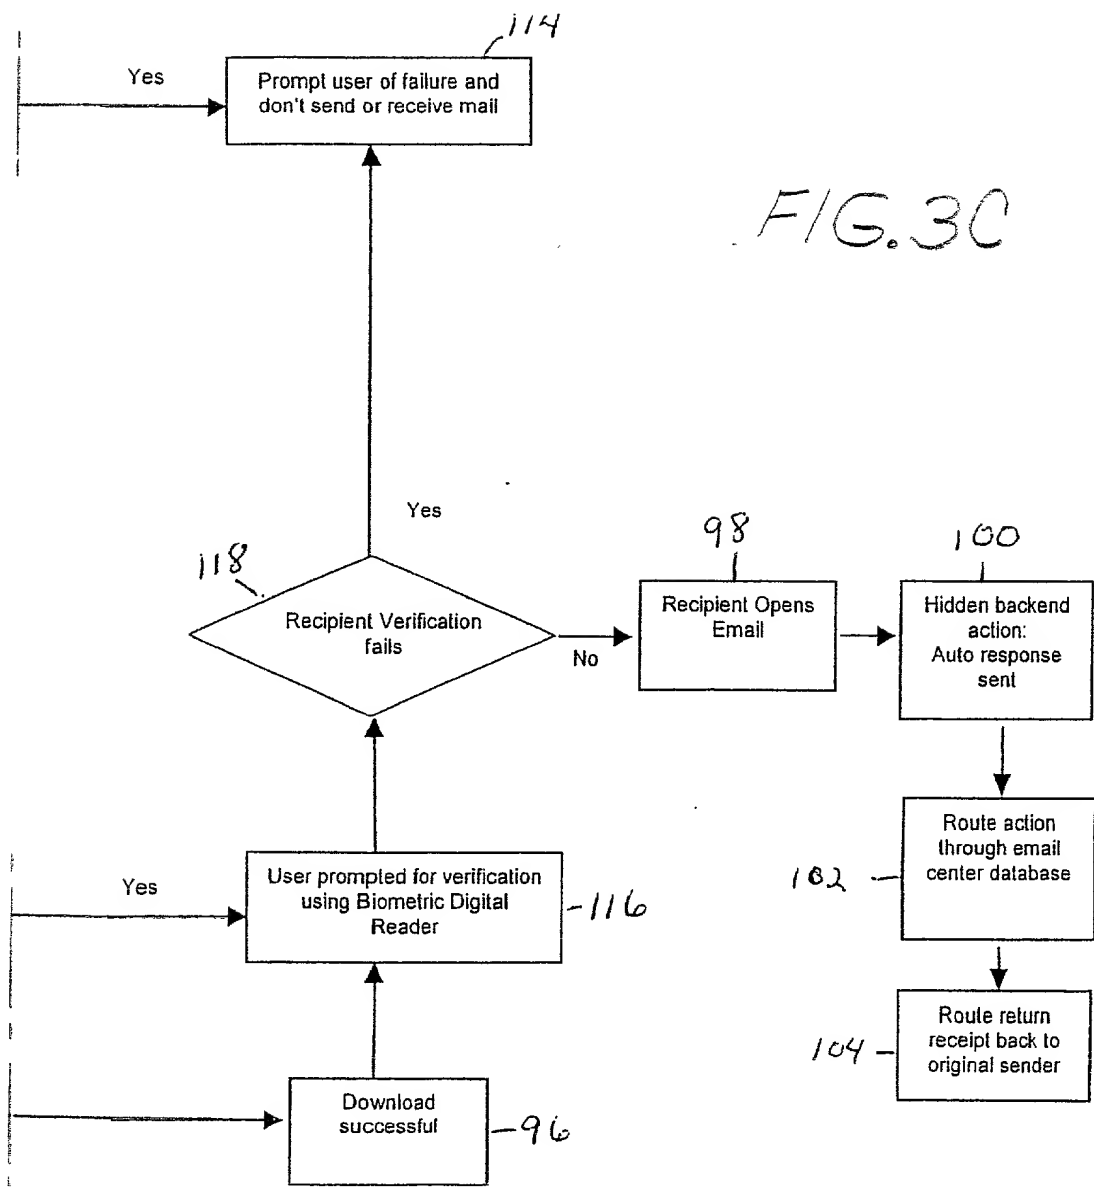 114
Yes
Prompt user of failure and
don't send or receive mail
FIG. 3C
Yes
118
Recipient Verification
fails
No
98
Recipient Opens
Email
100
Hidden backend
action:
Auto response
sent
Yes
User prompted for verification
using Biometric Digital
Reader
116
102
Route action
through email
center database
104
Route return
receipt back to
original sender
Download
successful
96